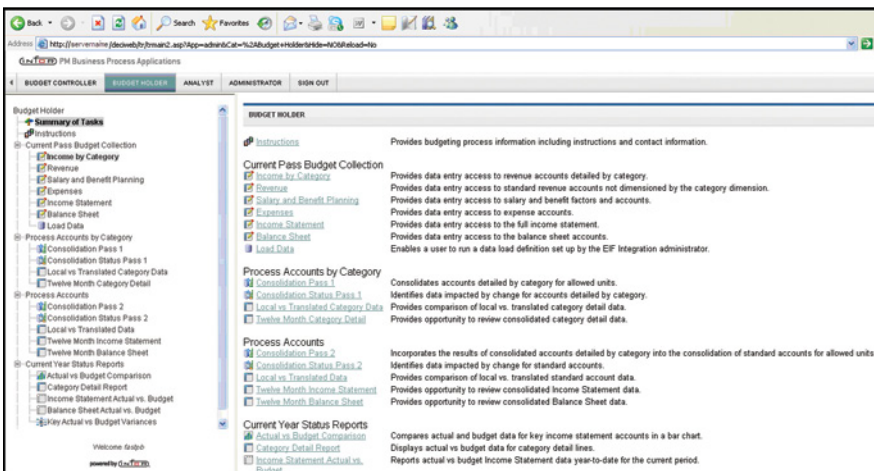 Back Search Favorites
Address http://servername/deciweb/tr/trmain2.asp?App=admin&Cat=%2ABudget+Holder&Hide=NO&Reload=No
infor PM Business Process Applications
BUDGET CONTROLLER BUDGET HOLDER ANALYST ADMINISTRATOR SIGN OUT
Budget Holder
Summary of Tasks
Instructions
Current Pass Budget Collection
Income by Category
Revenue
Salary and Benefit Planning
Expenses
Income Statement
Balance Sheet
Load Data
Process Accounts by Category
Consolidation Pass 1
Consolidation Status Pass 1
Local vs Translated Category Data
Twelve Month Category Detail
Process Accounts
Consolidation Pass 2
Consolidation Status Pass 2
Local vs Translated Data
Twelve Month Income Statement
Twelve Month Balance Sheet
Current Year Status Reports
Actual vs Budget Comparison
Category Detail Report
Income Statement Actual vs. Budget
Balance Sheet Actual vs. Budget
Key Actual vs Budget Variances
Welcome
powered by infor
BUDGET HOLDER
Instructions Provides budgeting process information including instructions and contact information.
Current Pass Budget Collection
Income by Category Provides data entry access to revenue accounts detailed by category.
Revenue Provides data entry access to standard revenue accounts not dimensioned by the category dimension.
Salary and Benefit Planning Provides data entry access to salary and benefit factors and accounts.
Expenses Provides data entry access to expense accounts.
Income Statement Provides data entry access to the full income statement.
Balance Sheet Provides data entry access to the balance sheet accounts.
Load Data Enables a user to run a data load definition set up by the EIF Integration administrator.
Process Accounts by Category
Consolidation Pass 1 Consolidates accounts detailed by category for allowed units.
Consolidation Status Pass 1 Identifies data impacted by change for accounts detailed by category.
Local vs Translated Category Data Provides comparison of local vs. translated category detail data.
Twelve Month Category Detail Provides opportunity to review consolidated category detail data.
Process Accounts
Consolidation Pass 2 Incorporates the results of consolidated accounts detailed by category into the consolidation of standard accounts for allowed units
Consolidation Status Pass 2 Identifies data impacted by change for standard accounts.
Local vs Translated Data Provides comparison of local vs. translated standard account data.
Twelve Month Income Statement Provides opportunity to review consolidated Income Statement data.
Twelve Month Balance Sheet Provides opportunity to review consolidated Balance Sheet data.
Current Year Status Reports
Actual vs Budget Comparison Compares actual and budget data for key income statement accounts in a bar chart.
Category Detail Report Displays actual vs budget data for category detail lines.
Income Statement Actual vs. Reports actual vs budget Income Statement data year-to-date for the current period.
Budget